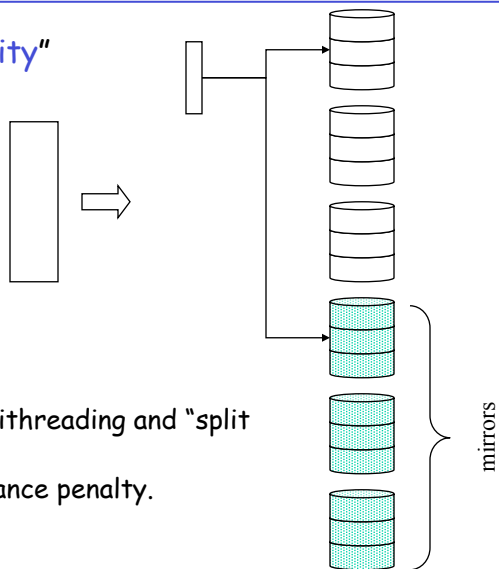 ity"
ithreading and "split
ance penalty.
mirrors